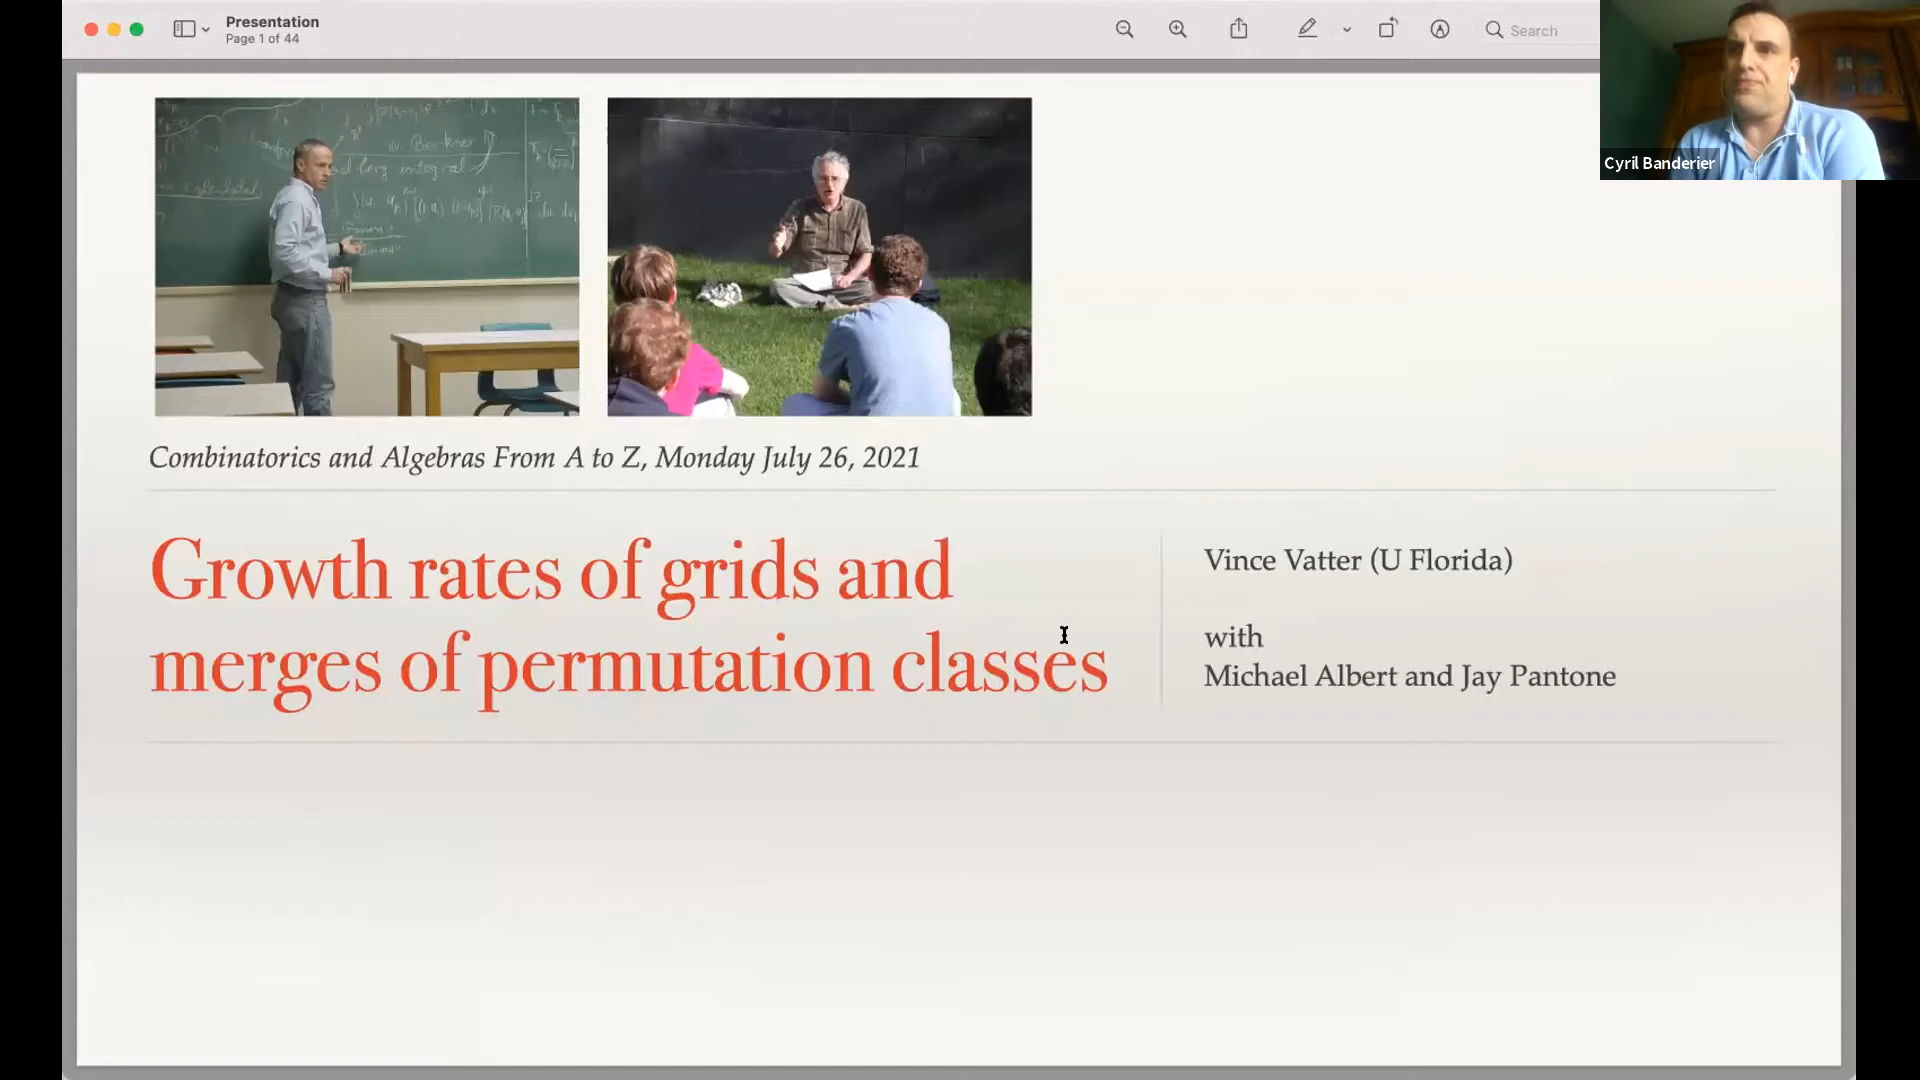 Presentation
Page 1 of 44
Search
Cyril Banderier
Combinatorics and Algebras From A to Z, Monday July 26, 2021
Growth rates of grids and
merges of permutation classes
Vince Vatter (U Florida)
with
Michael Albert and Jay Pantone